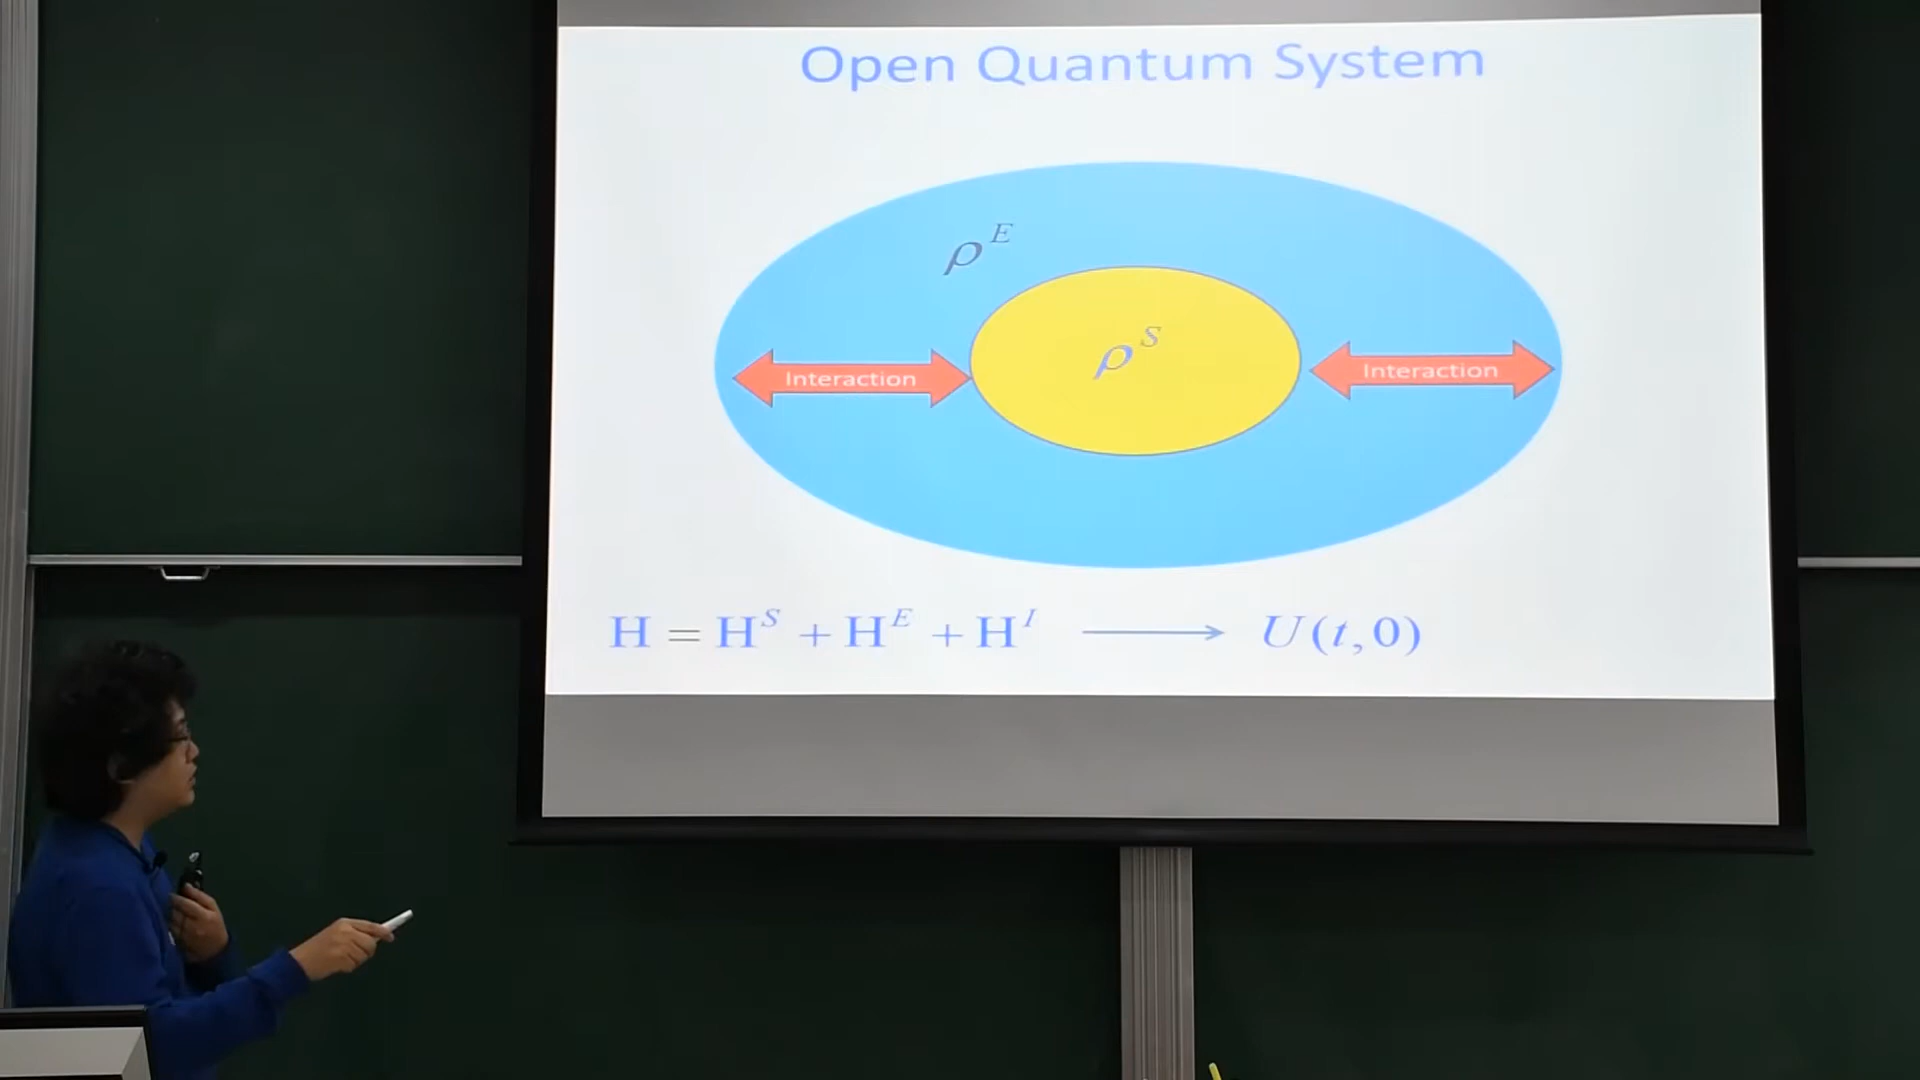 Open Quantum System
ρ^E
ρ^S
Interaction
Interaction
H = H^S + H^E + H^I ⟶ U(t,0)